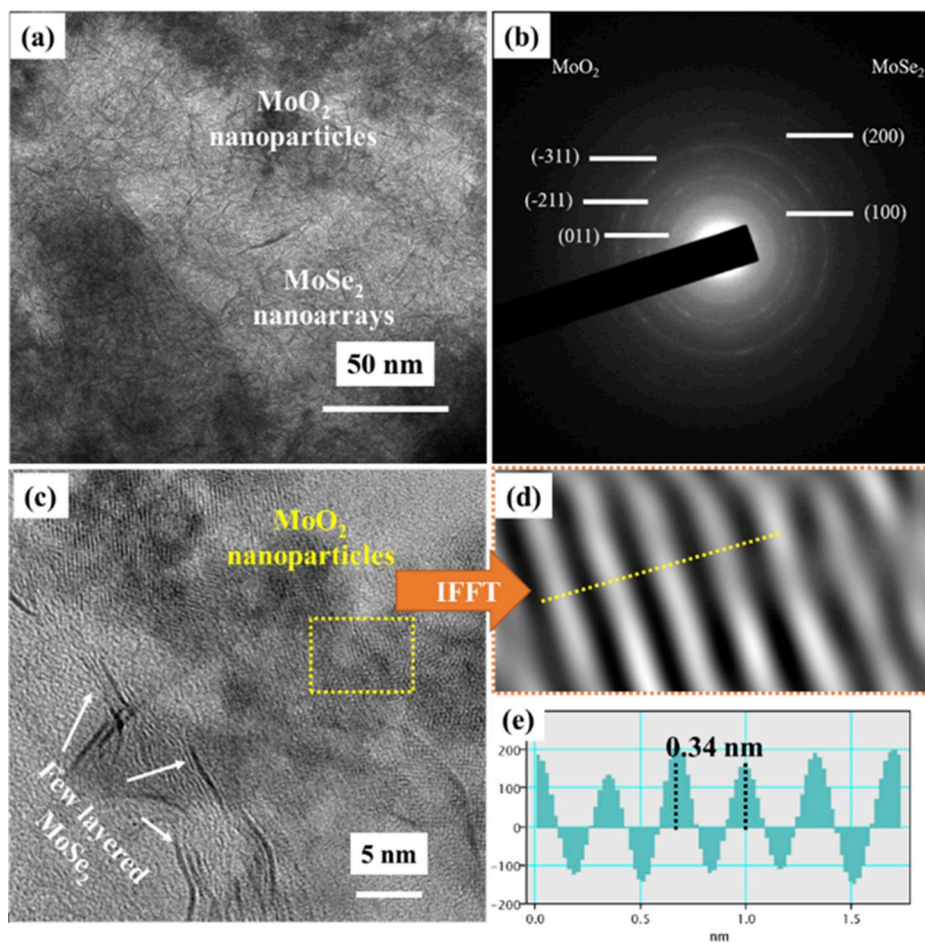 (a)
MoO₂
nanoparticles
MoSe₂
nanoarrays
50 nm
(b)
MoO₂
MoSe₂
(-311)
(-211)
(011)
(200)
(100)
(c)
MoO₂
nanoparticles
Few-layered
MoSe₂
5 nm
IFFT
(d)
(e)
0.34 nm
200
100
0
-100
-200
0.0 0.5 1.0 1.5
nm